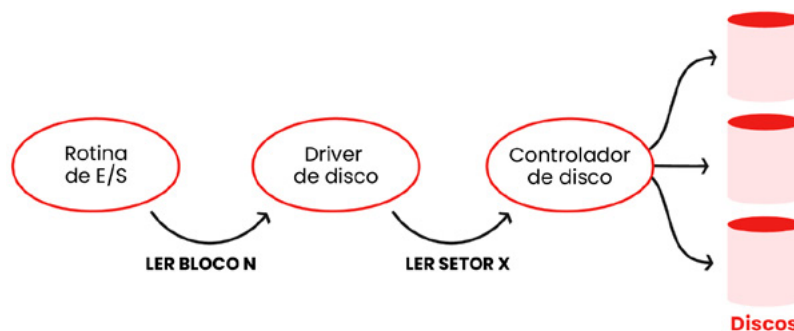 Rotina
de E/S
Driver
de disco
Controlador
de disco
LER BLOCO N
LER SETOR X
Discos